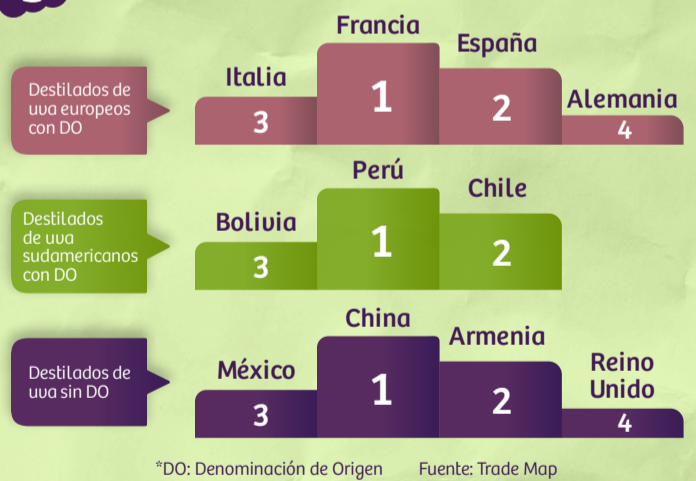 Destilados de
uva europeos
con DO
Italia
3
Francia
1
España
2
Alemania
4
Destilados
de uva
sudamericanos
con DO
Bolivia
3
Perú
1
Chile
2
Destilados de
uva sin DO
México
3
China
1
Armenia
2
Reino
Unido
4
*DO: Denominación de Origen Fuente: Trade Map